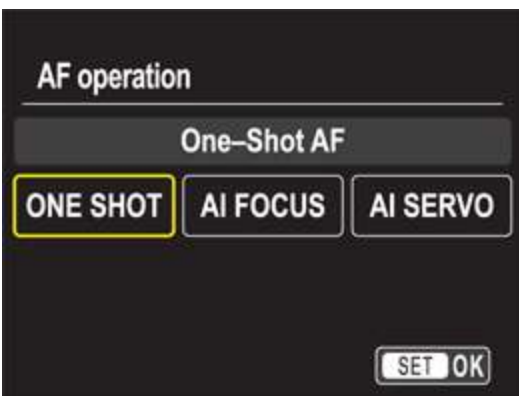 AF operation
One–Shot AF
ONE SHOT AI FOCUS AI SERVO
SET OK